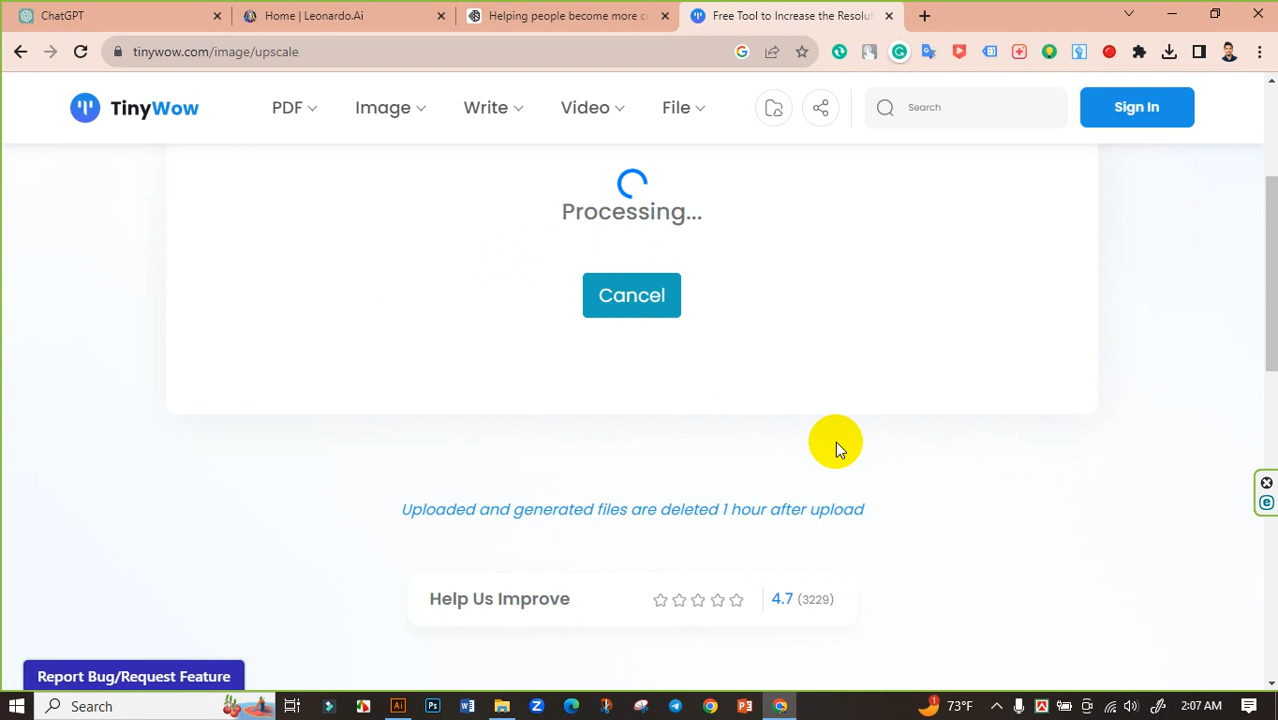 ChatGPT
Home | Leonardo.Ai
Helping people become more cr
Free Tool to Increase the Resolut
tinywow.com/image/upscale
TinyWow
PDF
Image
Write
Video
File
Search
Sign In
Processing...
Cancel
Uploaded and generated files are deleted 1 hour after upload
Help Us Improve
4.7 (3229)
Report Bug/Request Feature
Search
73°F
2:07 AM